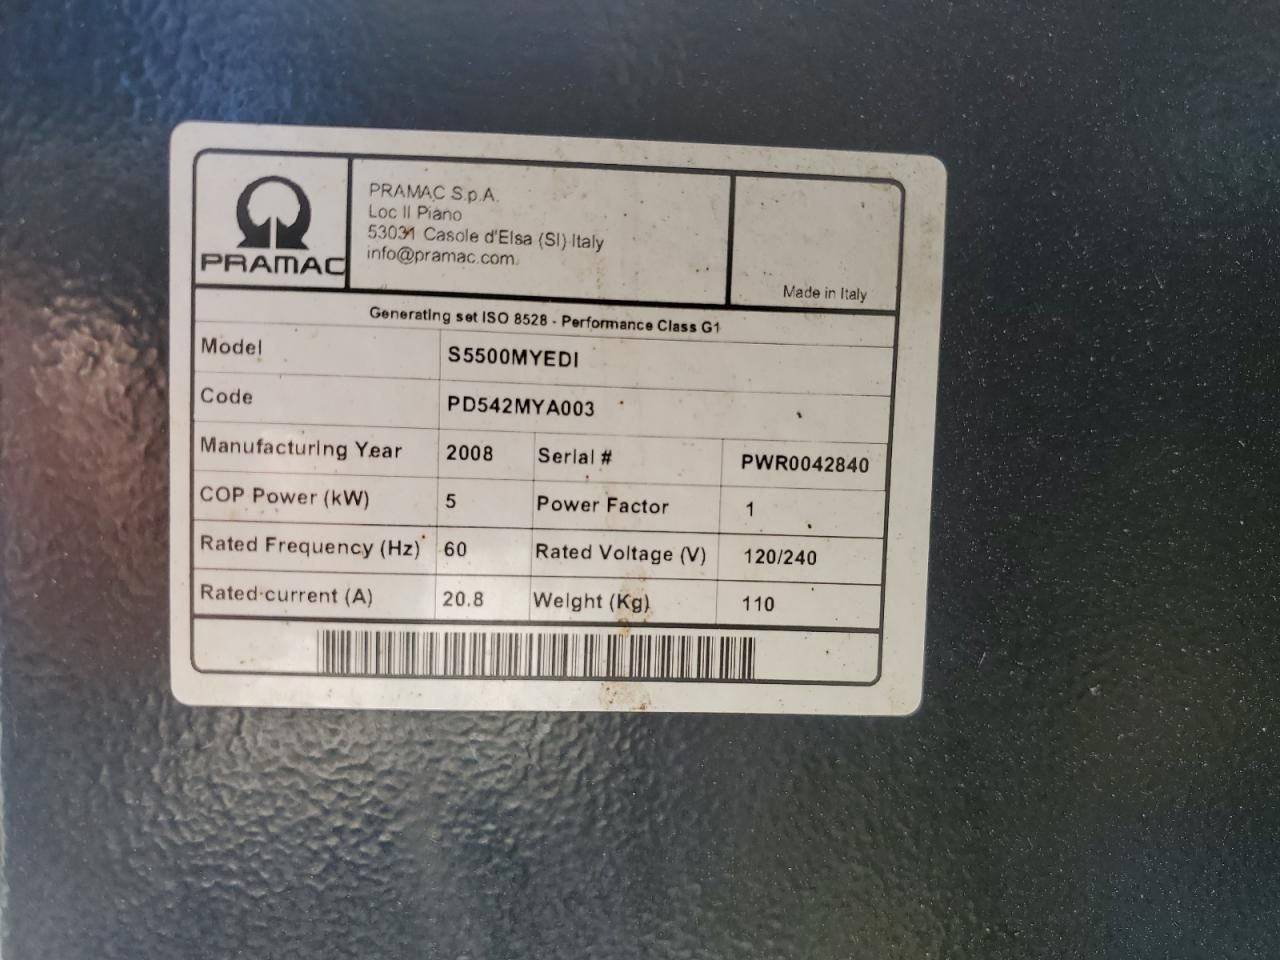 PRAMAC
PRAMAC S.p.A.
Loc Il Piano
53031 Casole d'Elsa (SI) Italy
info@pramac.com
Made in Italy
Generating set ISO 8528 - Performance Class G1
Model S5500MYEDI
Code PD542MYA003
Manufacturing Year 2008 Serial # PWR0042840
COP Power (kW) 5 Power Factor 1
Rated Frequency (Hz) 60 Rated Voltage (V) 120/240
Rated current (A) 20.8 Weight (Kg) 110